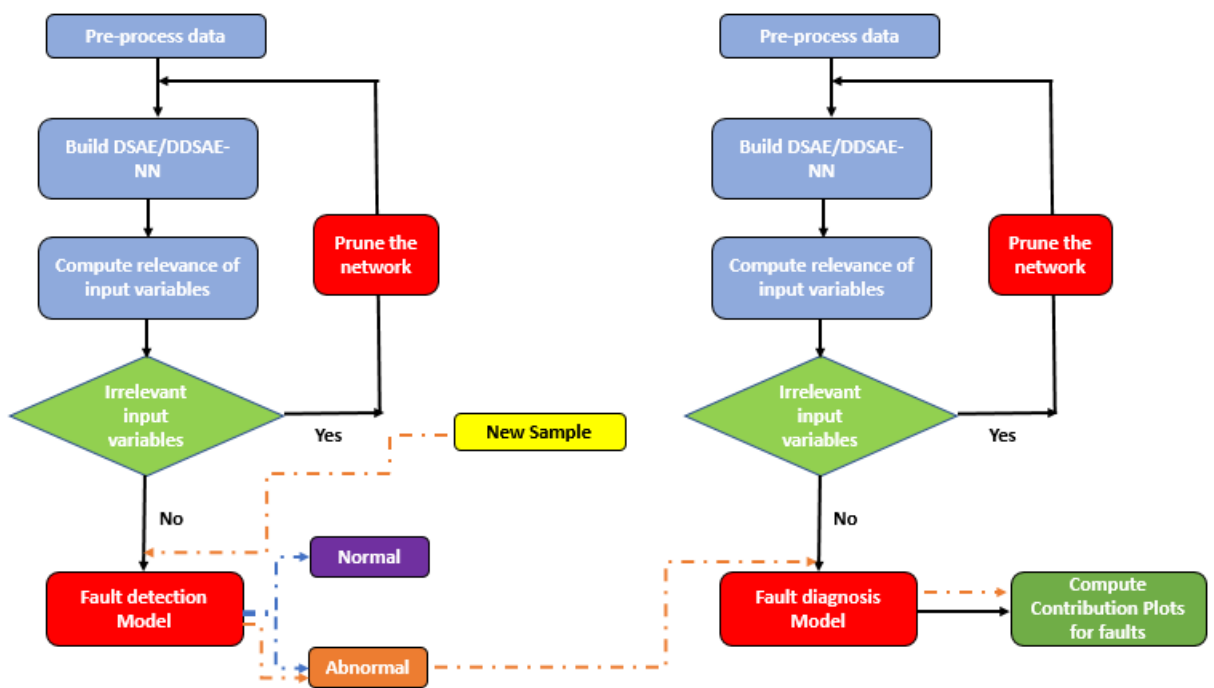 Pre-process data
Build DSAE/DDSAE-
NN
Compute relevance of
input variables
Prune the
network
Irrelevant
input
variables
Yes
No
New Sample
Fault detection
Model
Normal
Abnormal
Pre-process data
Build DSAE/DDSAE-
NN
Compute relevance of
input variables
Prune the
network
Irrelevant
input
variables
Yes
No
Fault diagnosis
Model
Compute
Contribution Plots
for faults